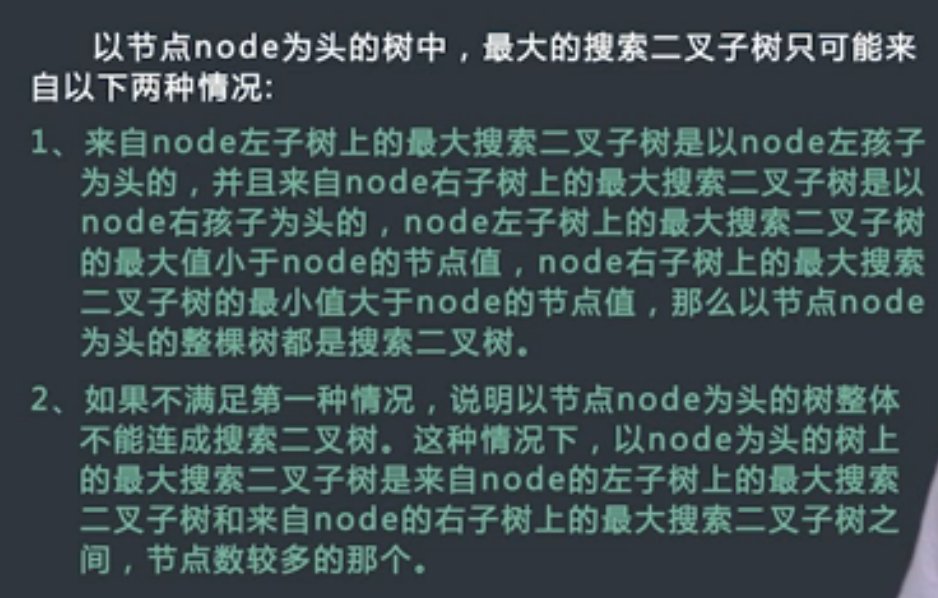 以节点node为头的树中，最大的搜索二叉子树只可能来
自以下两种情况:
1、来自node左子树上的最大搜索二叉子树是以node左孩子
为头的，并且来自node右子树上的最大搜索二叉子树是以
node右孩子为头的，node左子树上的最大搜索二叉子树
的最大值小于node的节点值，node右子树上的最大搜索
二叉子树的最小值大于node的节点值，那么以节点node
为头的整棵树都是搜索二叉树。
2、如果不满足第一种情况，说明以节点node为头的树整体
不能连成搜索二叉树。这种情况下，以node为头的树上
的最大搜索二叉子树是来自node的左子树上的最大搜索
二叉子树和来自node的右子树上的最大搜索二叉子树之
间，节点数较多的那个。